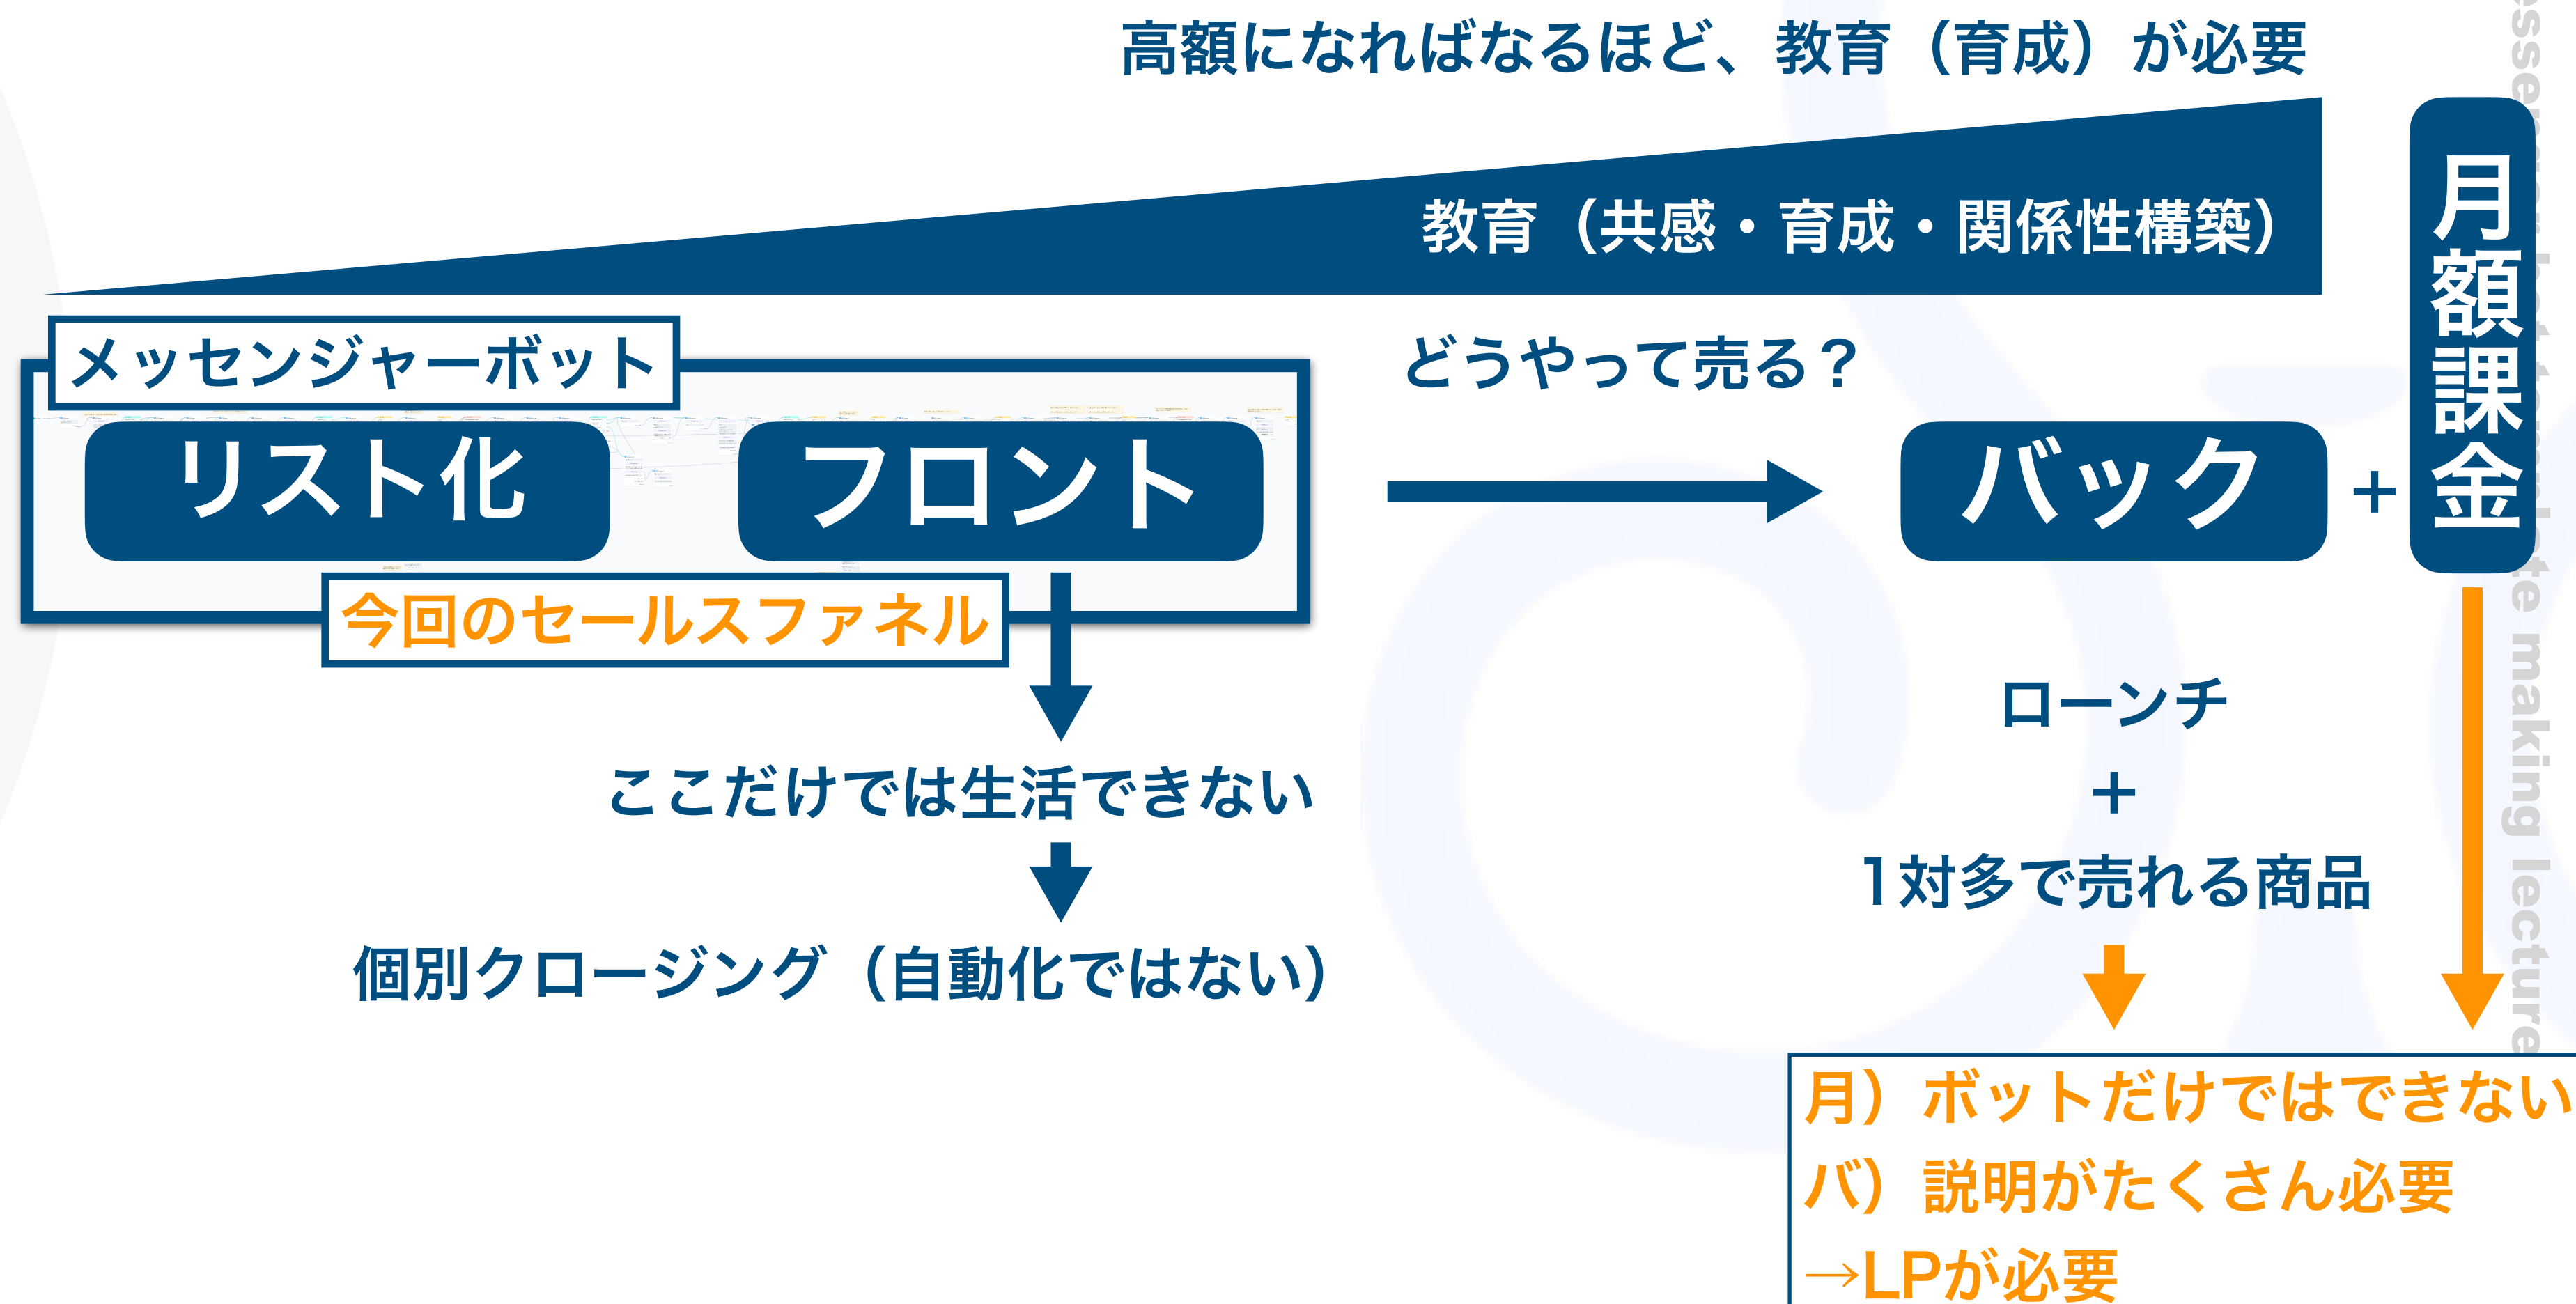 高額になればなるほど、教育（育成）が必要
教育（共感・育成・関係性構築）
月額課金
メッセンジャーボット
どうやって売る？
リスト化
フロント
バック
+
今回のセールスファネル
ここだけでは生活できない
個別クロージング（自動化ではない）
ローンチ
+
1対多で売れる商品
月）ボットだけではできない
バ）説明がたくさん必要
→LPが必要
making lecture